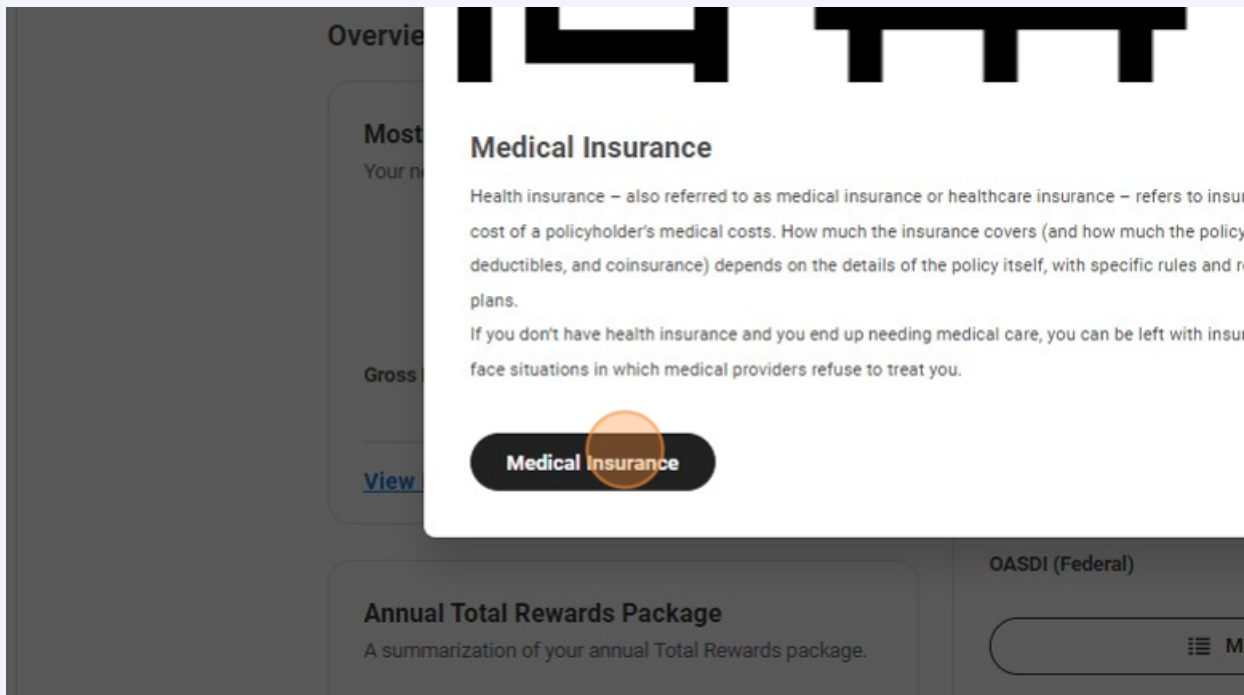 Overvie
Most
Your n
Gross
View
Medical Insurance
Health insurance – also referred to as medical insurance or healthcare insurance – refers to insur
cost of a policyholder's medical costs. How much the insurance covers (and how much the policy
deductibles, and coinsurance) depends on the details of the policy itself, with specific rules and r
plans.
If you don't have health insurance and you end up needing medical care, you can be left with insur
face situations in which medical providers refuse to treat you.
Medical Insurance
Annual Total Rewards Package
A summarization of your annual Total Rewards package.
OASDI (Federal)
M